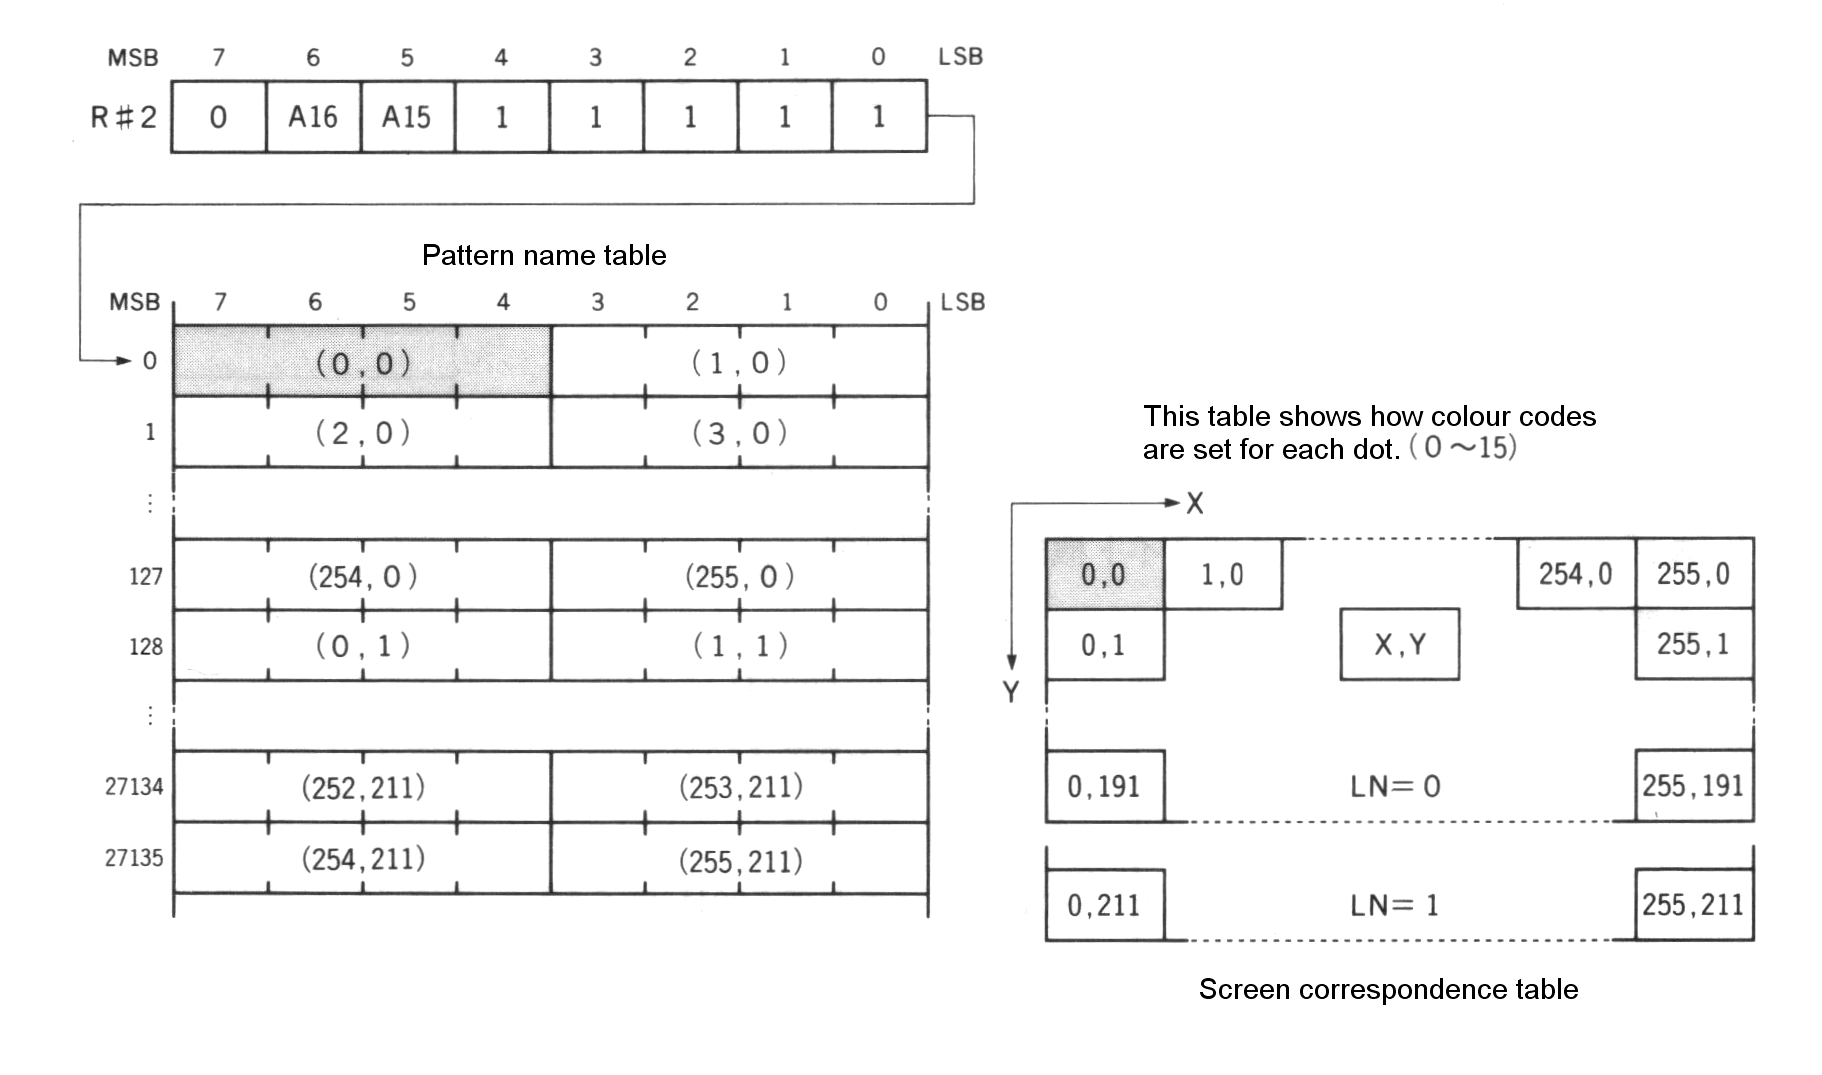 MSB 7 6 5 4 3 2 1 0 LSB
R#2 0 A16 A15 1 1 1 1 1
Pattern name table
MSB 7 6 5 4 3 2 1 0 LSB
0 (0,0) (1,0)
1 (2,0) (3,0)
⋮
127 (254,0) (255,0)
128 (0,1) (1,1)
⋮
27134 (252,211) (253,211)
27135 (254,211) (255,211)
This table shows how colour codes
are set for each dot. (0~15)
X
Y
0,0 1,0 254,0 255,0
0,1 X,Y 255,1
0,191 LN=0 255,191
0,211 LN=1 255,211
Screen correspondence table